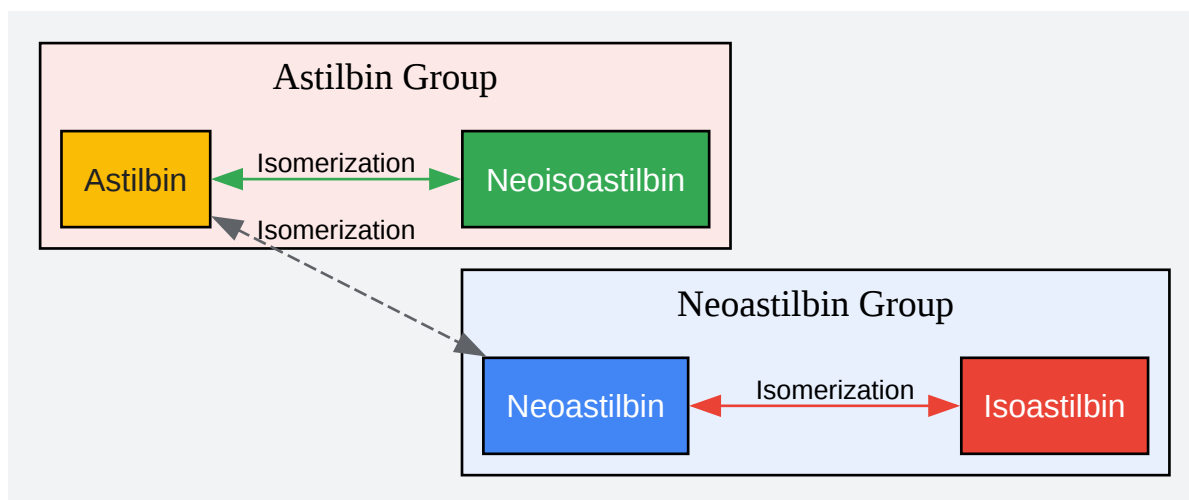 Astilbin Group
Astilbin
Isomerization
Neoisoastilbin
Isomerization
Neoastilbin Group
Neoastilbin
Isomerization
Isoastilbin